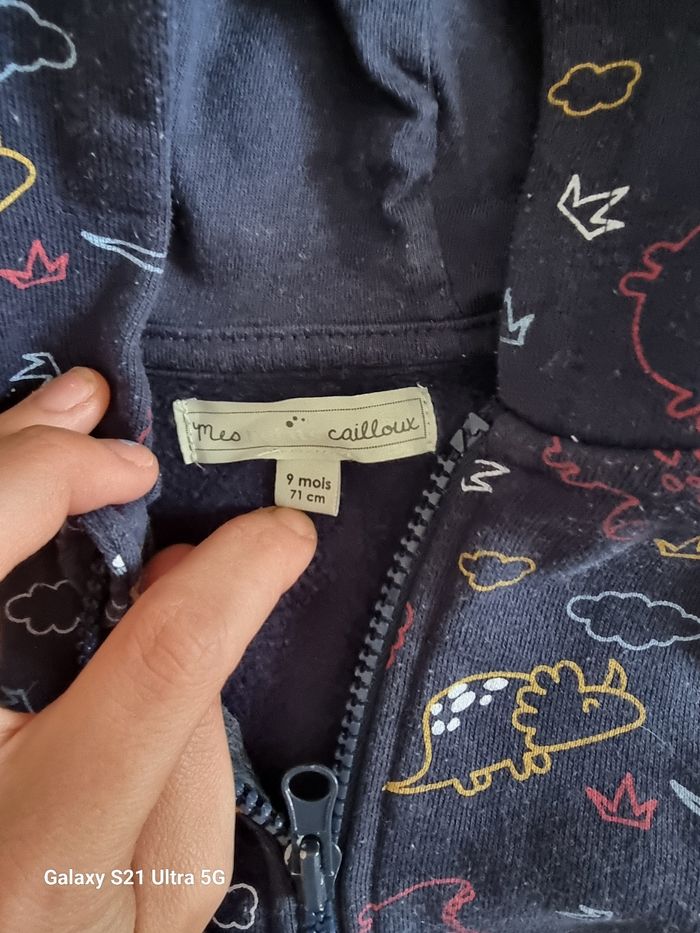 mes cailloux
9 mois
71 cm
Galaxy S21 Ultra 5G